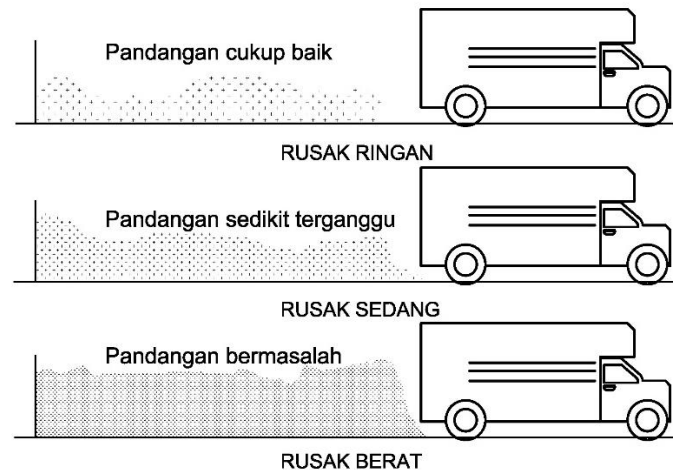 Pandangan cukup baik
RUSAK RINGAN
Pandangan sedikit terganggu
RUSAK SEDANG
Pandangan bermasalah
RUSAK BERAT